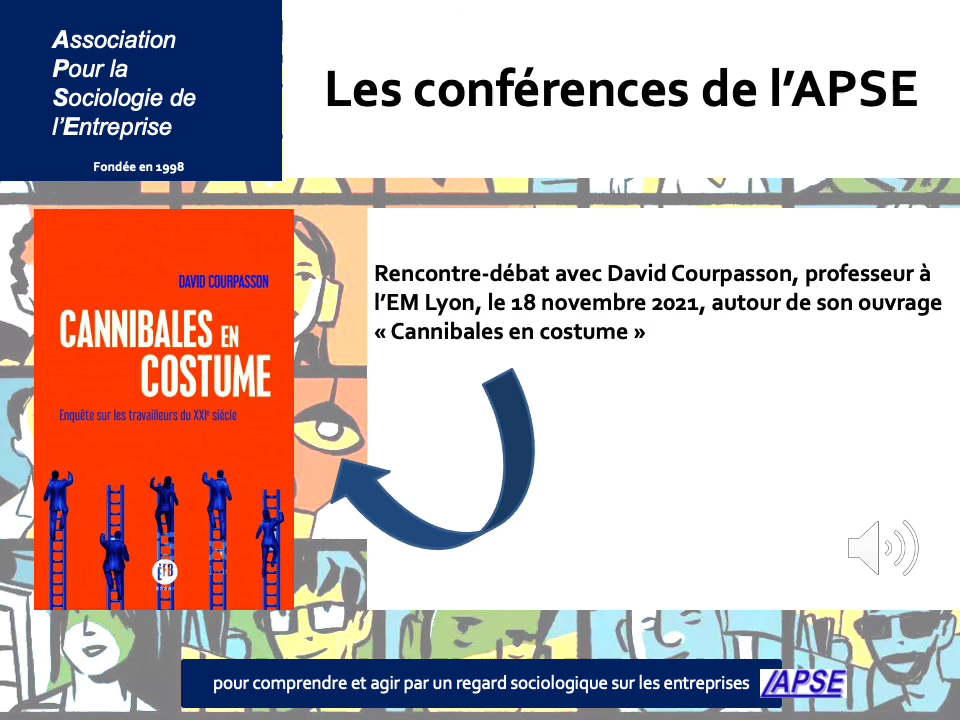 Association
Pour la
Sociologie de
l'Entreprise
Fondée en 1998
Les conférences de l'APSE
DAVID COURPASSON
CANNIBALES EN
COSTUME
Enquête sur les travailleurs du XXIe siècle
Rencontre-débat avec David Courpasson, professeur à
l'EM Lyon, le 18 novembre 2021, autour de son ouvrage
« Cannibales en costume »
ÉFB
pour comprendre et agir par un regard sociologique sur les entreprises
APSE